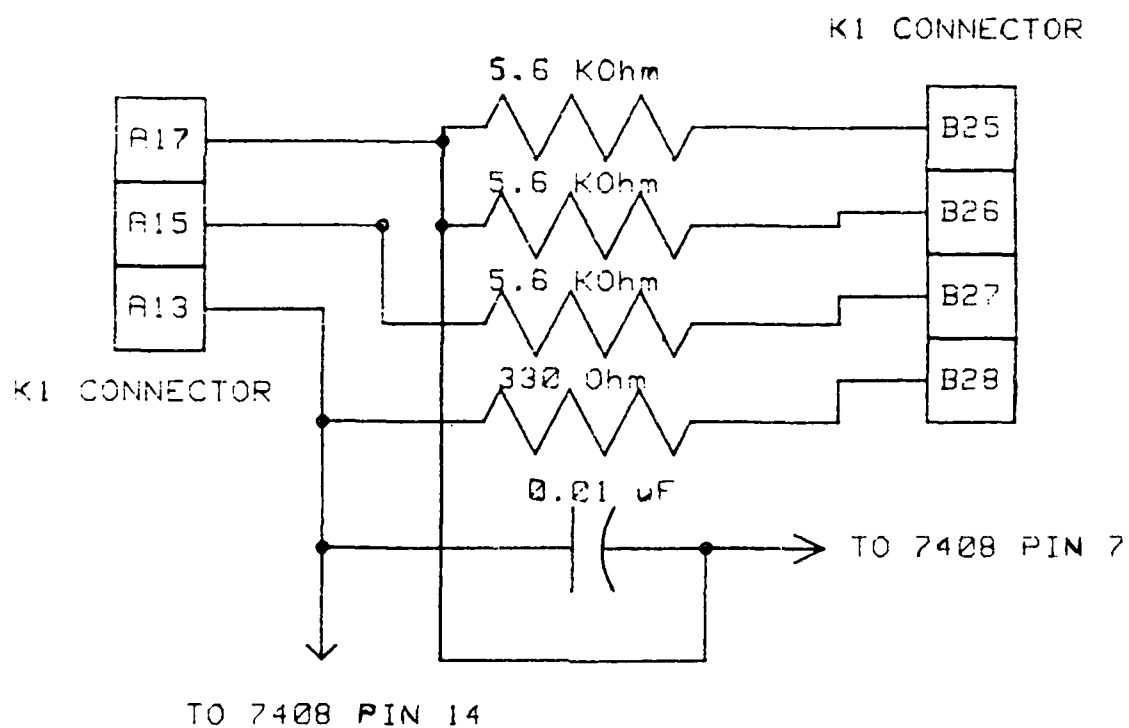 K1 CONNECTOR
5.6 KOhm
A17
B25
5.6 KOhm
A15
B26
5.6 KOhm
A13
B27
330 Ohm
B28
K1 CONNECTOR
0.01 uF
TO 7408 PIN 7
TO 7408 PIN 14